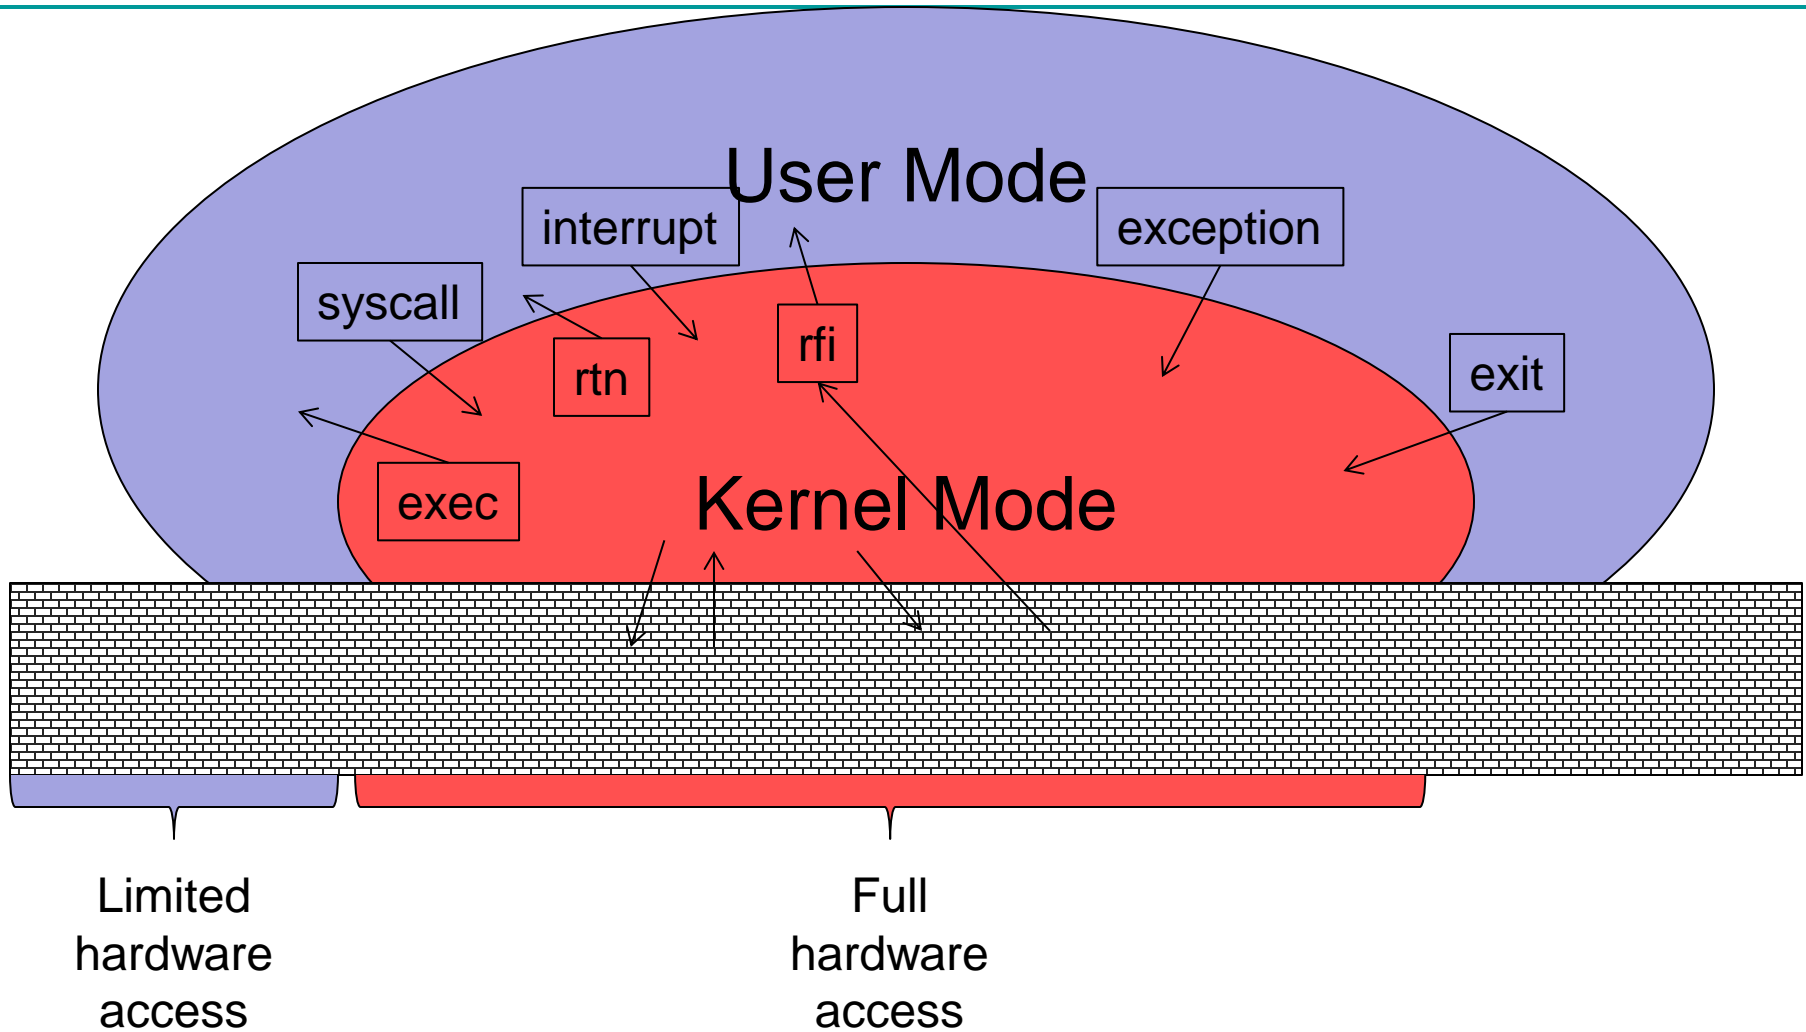 User Mode
interrupt
exception
syscall
rfi
rtn
exit
exec
Kernel Mode
Limited
hardware
access
Full
hardware
access